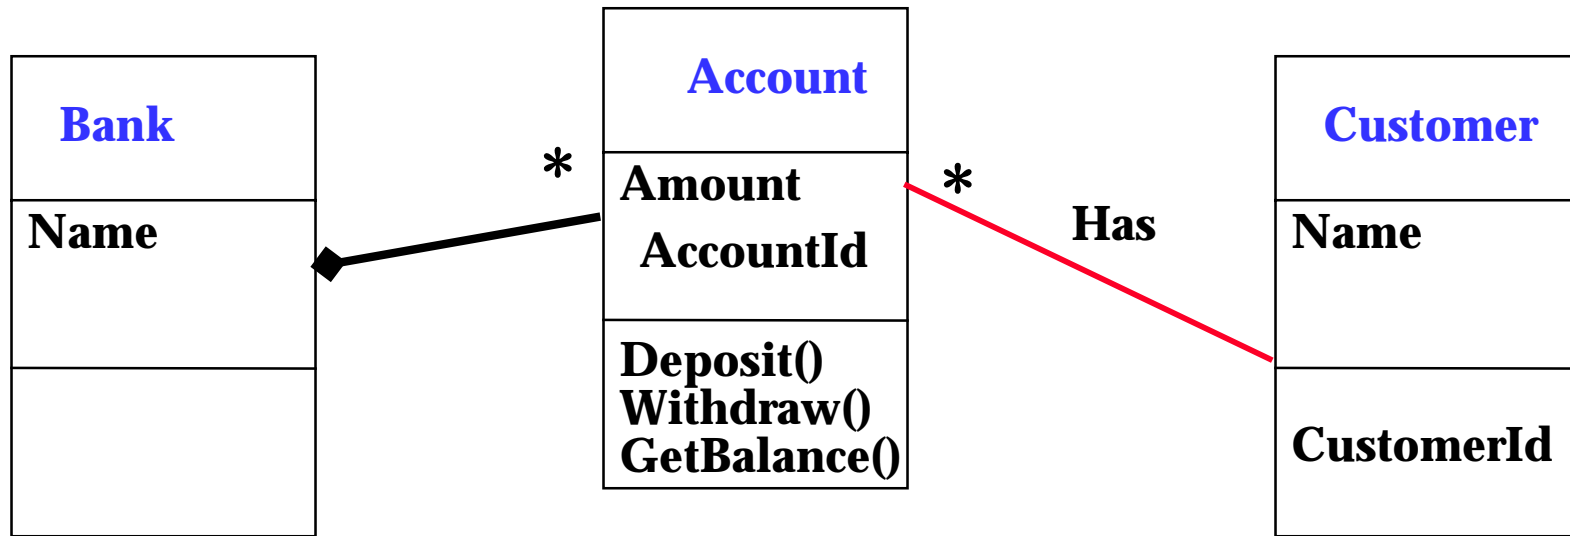 Bank
Name
*
Account
Amount
AccountId
Deposit()
Withdraw()
GetBalance()
*
Has
Customer
Name
CustomerId